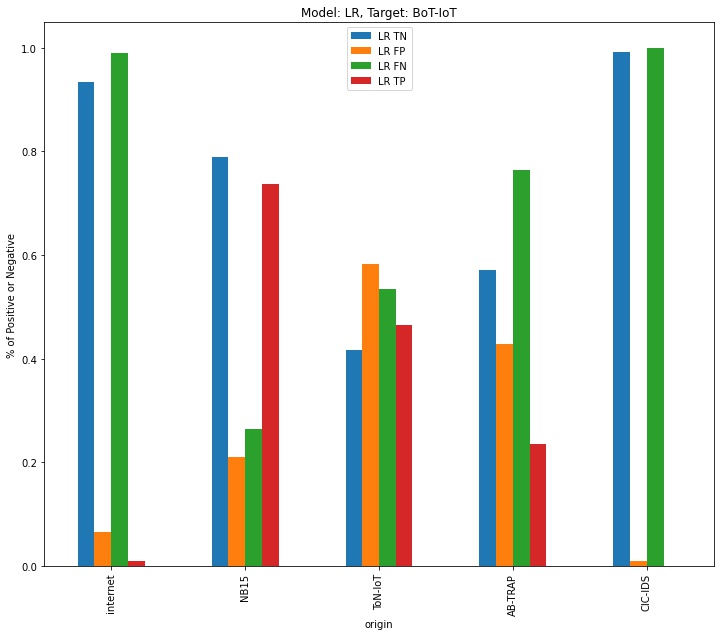 Model: LR, Target: BoT-IoT
LR TN
LR FP
LR FN
LR TP
% of Positive or Negative
1.0
0.8
0.6
0.4
0.2
0.0
internet
NB15
ToN-IoT
AB-TRAP
CIC-IDS
origin